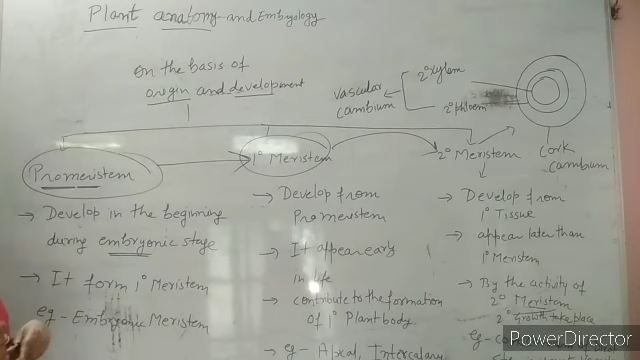 Plant anatomy and Embryology
On the basis of
origin and development
vascular
cambium
2° xylem
2° phloem
cork
cambium
Promeristem
1° Meristem
2° Meristem
→ Develop in the beginning
during embryonic stage
→ It form 1° Meristem
eg - Embryonic Meristem
→ Develop from
Promeristem
→ It appear early
in life
→ contribute to the formation
of 1° Plant body
→ eg - Apical, Intercalary
→ Develop from
1° Tissue
→ appear later than
1° Meristem
→ By the activity of
2° Meristem
2° Growth take place
eg -
PowerDirector